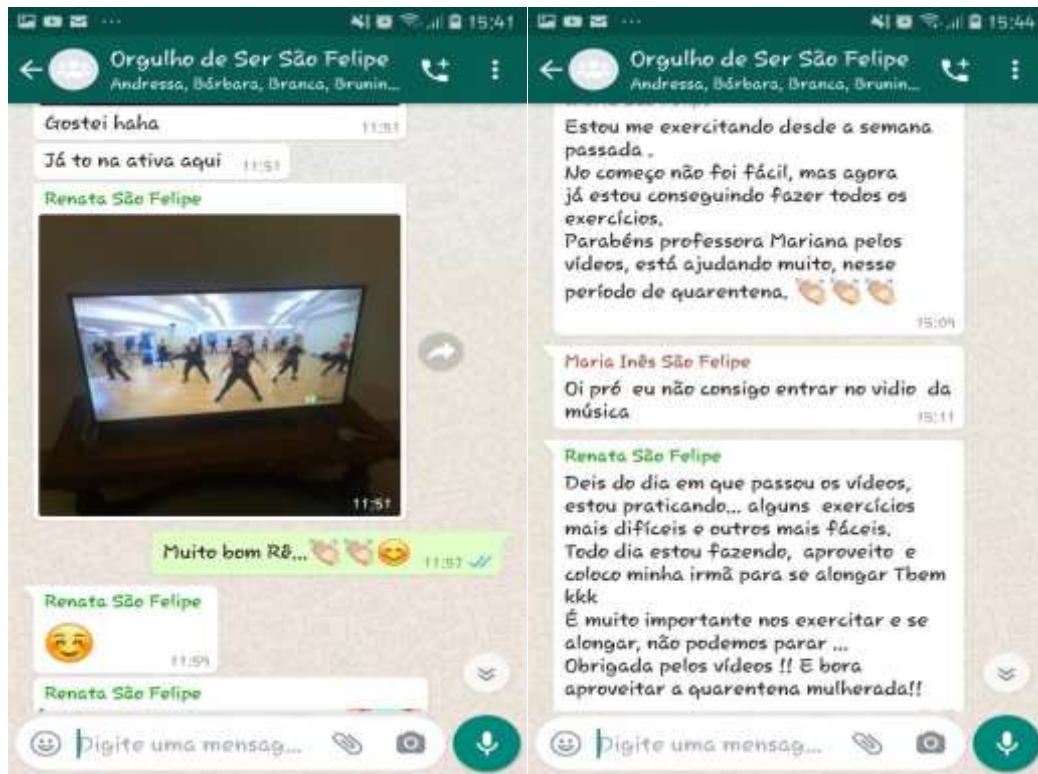 15:41
Orgulho de Ser São Felipe
Andressa, Bárbara, Branca, Brunin...
Gostei haha 11:51
Já to na ativa aqui 11:51
Renata São Felipe
11:51
Muito bom Rê... 11:57
Renata São Felipe
11:59
Renata São Felipe
Digite uma mensag...
15:44
Orgulho de Ser São Felipe
Andressa, Bárbara, Branca, Brunin...
Estou me exercitando desde a semana
passada .
No começo não foi fácil, mas agora
já estou conseguindo fazer todos os
exercícios.
Parabéns professora Mariana pelos
vídeos, está ajudando muito, nesse
período de quarentena.
15:09
Maria Inês São Felipe
Oi pró eu não consigo entrar no vidio da
música 15:11
Renata São Felipe
Deis do dia em que passou os vídeos,
estou praticando... alguns exercícios
mais difíceis e outros mais fáceis.
Todo dia estou fazendo, aproveito e
coloco minha irmã para se alongar Tbem
kkk
É muito importante nos exercitar e se
alongar, não podemos parar ...
Obrigada pelos vídeos !! E bora
aproveitar a quarentena mulherada!!
Digite uma mensag...